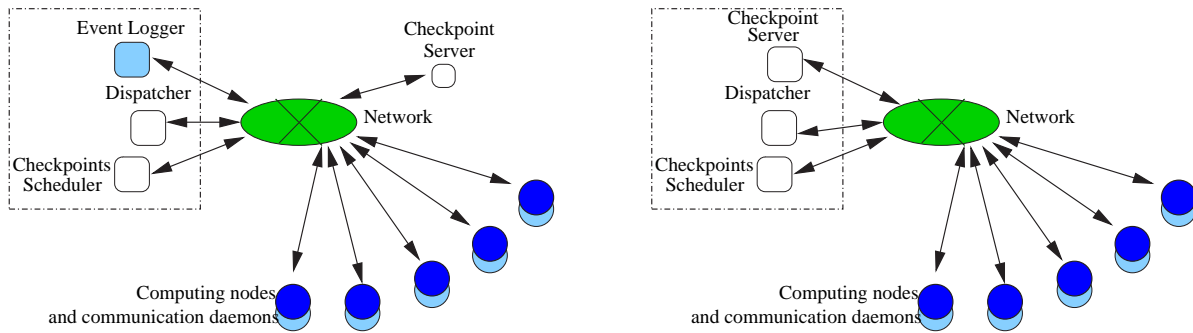 Event Logger
Checkpoint
Server
Dispatcher
Network
Checkpoints
Scheduler
Computing nodes
and communication daemons
Checkpoint
Server
Dispatcher
Network
Checkpoints
Scheduler
Computing nodes
and communication daemons